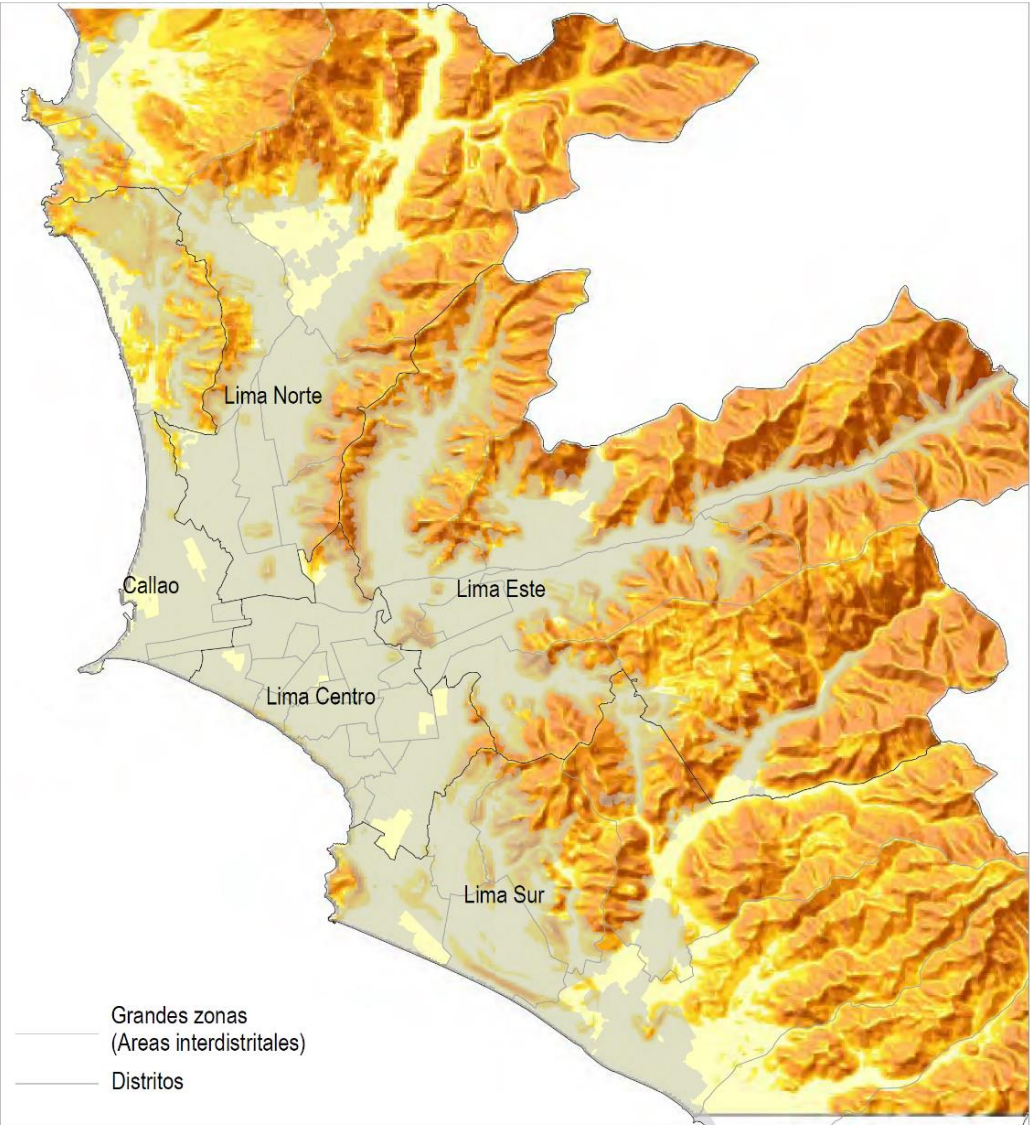 Lima Norte
Callao
Lima Este
Lima Centro
Lima Sur
Grandes zonas
(Areas interdistritales)
Distritos